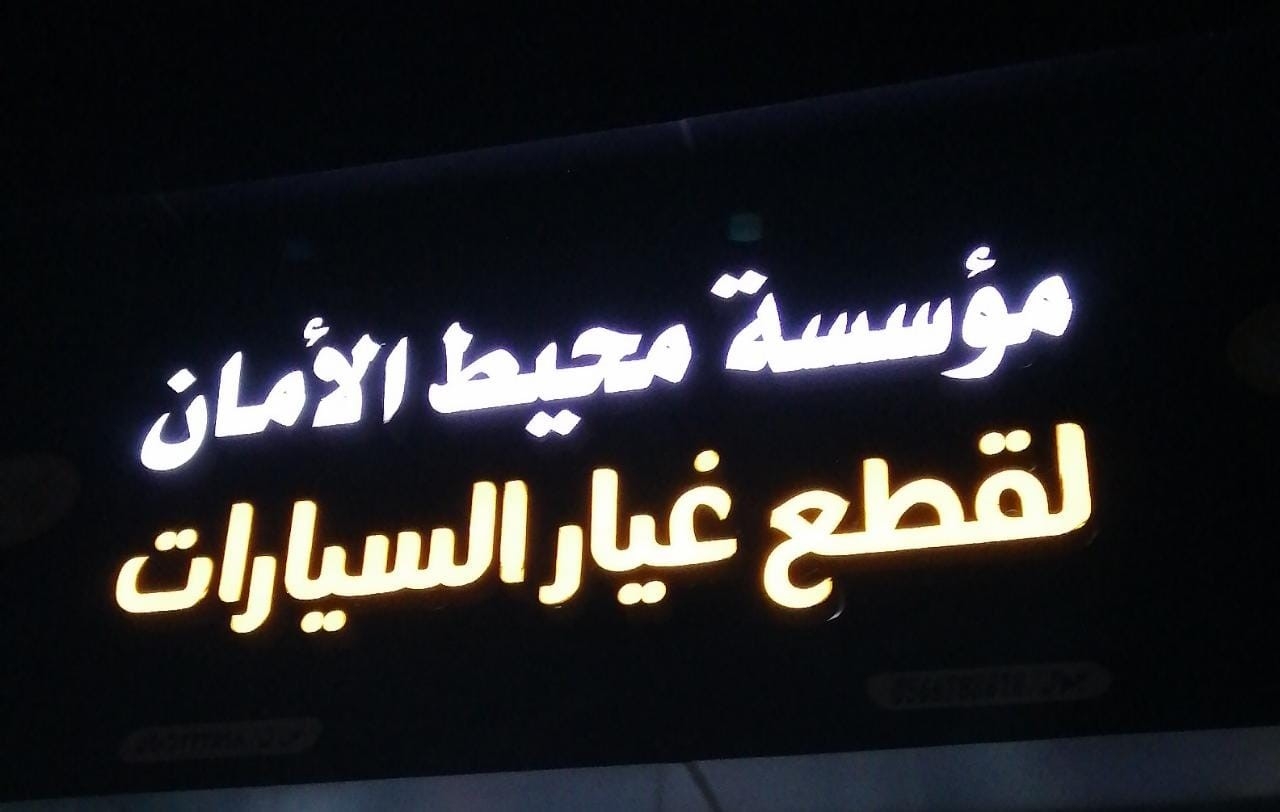 مؤسسة محيط الأمان
لقطع غيار السيارات